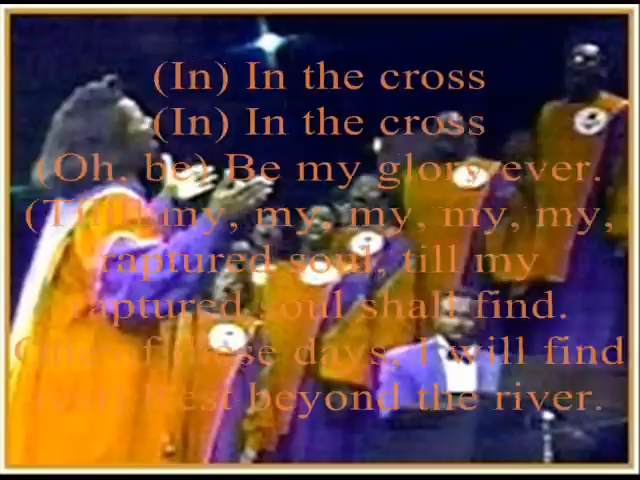 (In) In the cross
(In) In the cross
(Oh, be) Be my glory ever.
my, my, my, my, my,
raptured soul, till my
raptured soul shall find.
days, I will find
Rest beyond the river.